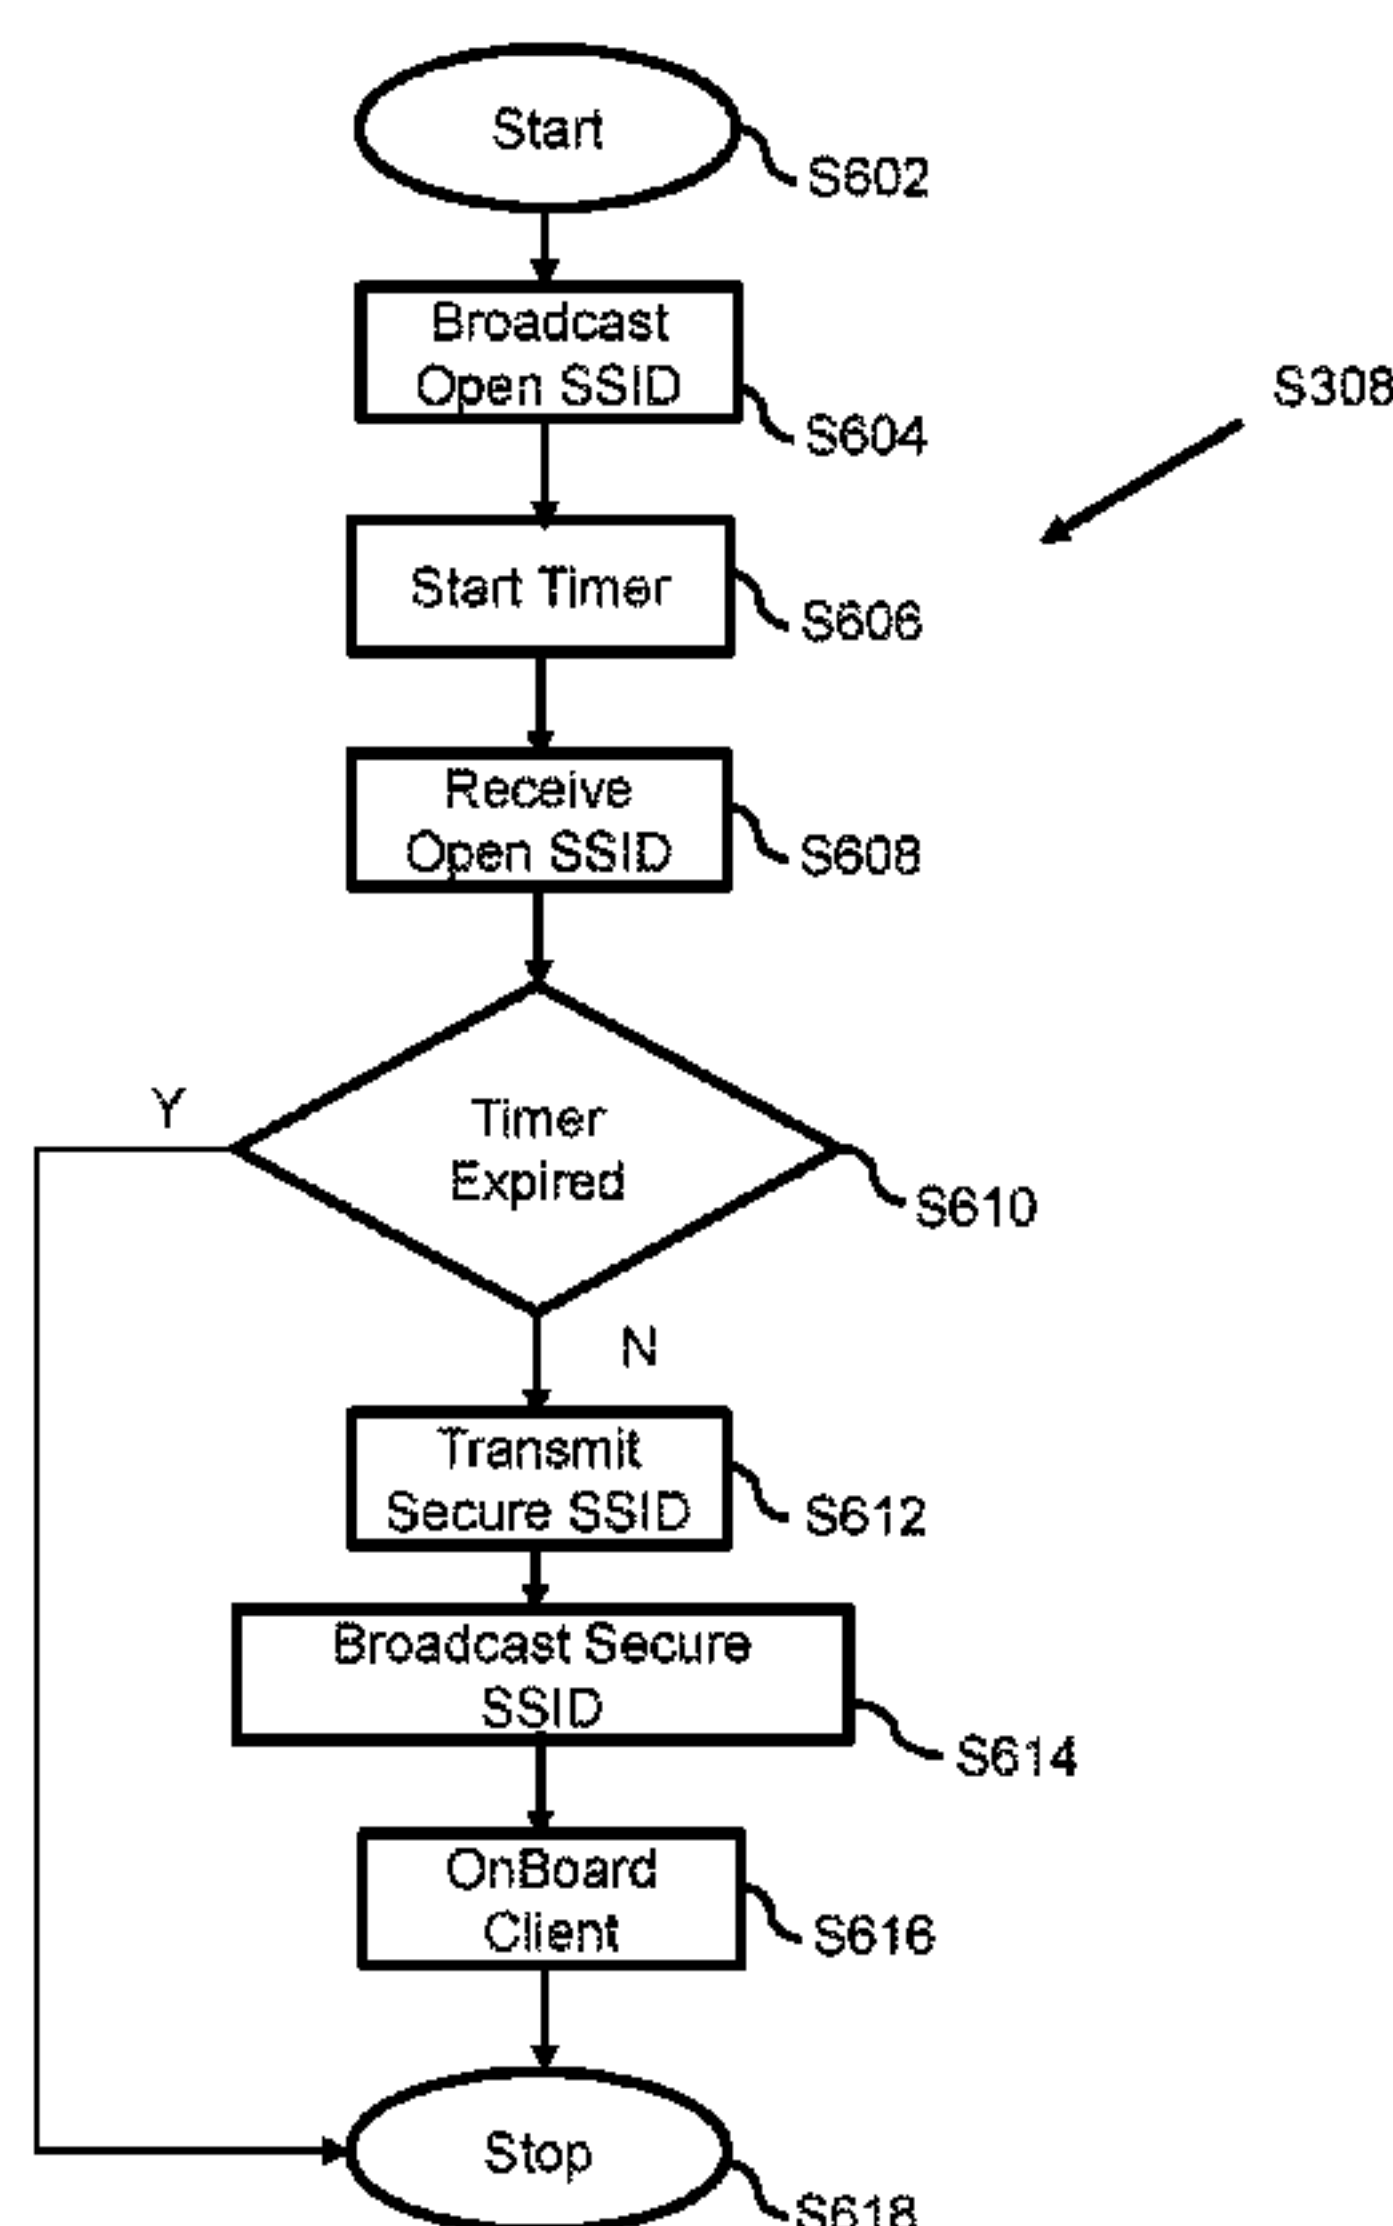 Start
S602
Broadcast
Open SSID
S604
S308
Start Timer
S606
Receive
Open SSID
S608
Y
Timer
Expired
S610
N
Transmit
Secure SSID
S612
Broadcast Secure
SSID
S614
OnBoard
Client
S616
Stop
S618